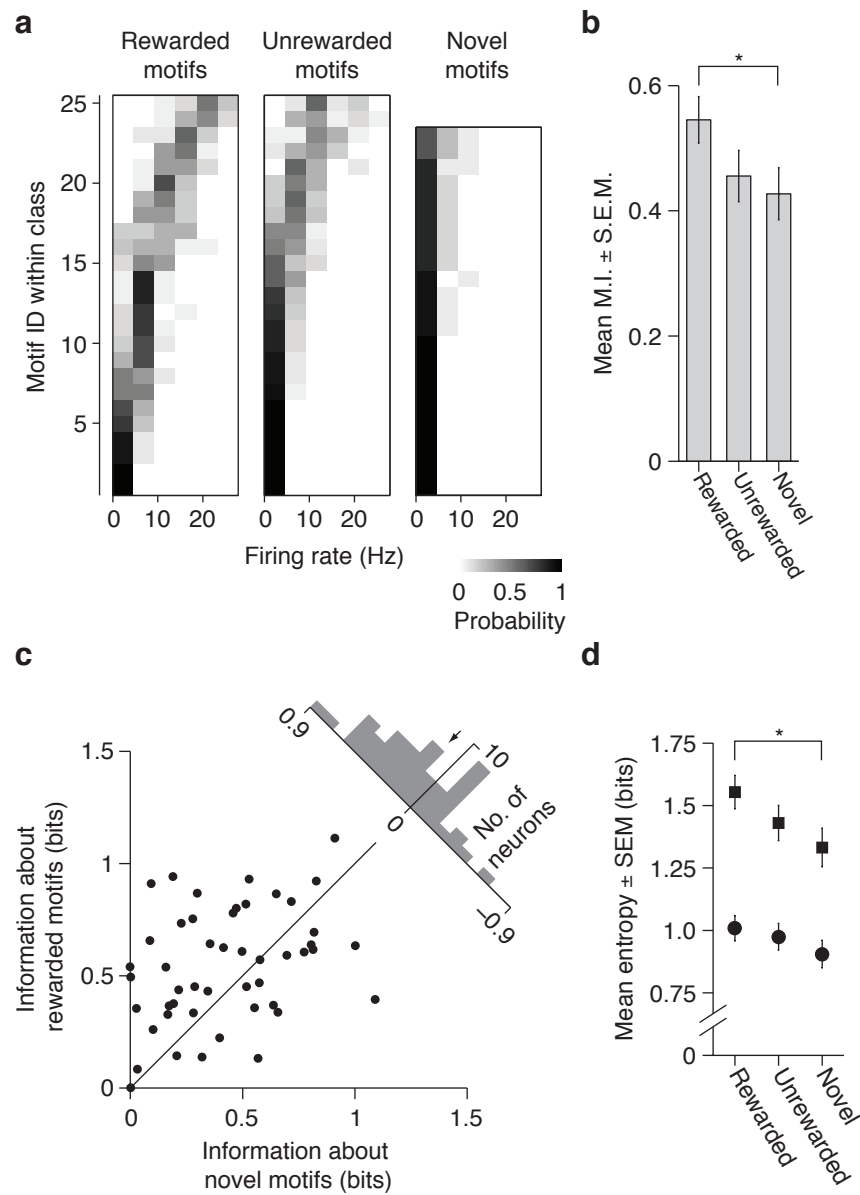 a
Rewarded
motifs
Unrewarded
motifs
Novel
motifs
Motif ID within class
25
20
15
10
5
0 10 20
0 10 20
0 10 20
Firing rate (Hz)
0 0.5 1
Probability
b
*
Mean M.I. ± S.E.M.
0.6
0.4
0.2
0
Rewarded
Unrewarded
Novel
c
Information about
rewarded motifs (bits)
1.5
1
0.5
0
0 0.5 1 1.5
Information about
novel motifs (bits)
0.9
0
−0.9
10
No. of
neurons
d
*
Mean entropy ± SEM (bits)
1.75
1.5
1.25
1.0
0.75
0
Rewarded
Unrewarded
Novel